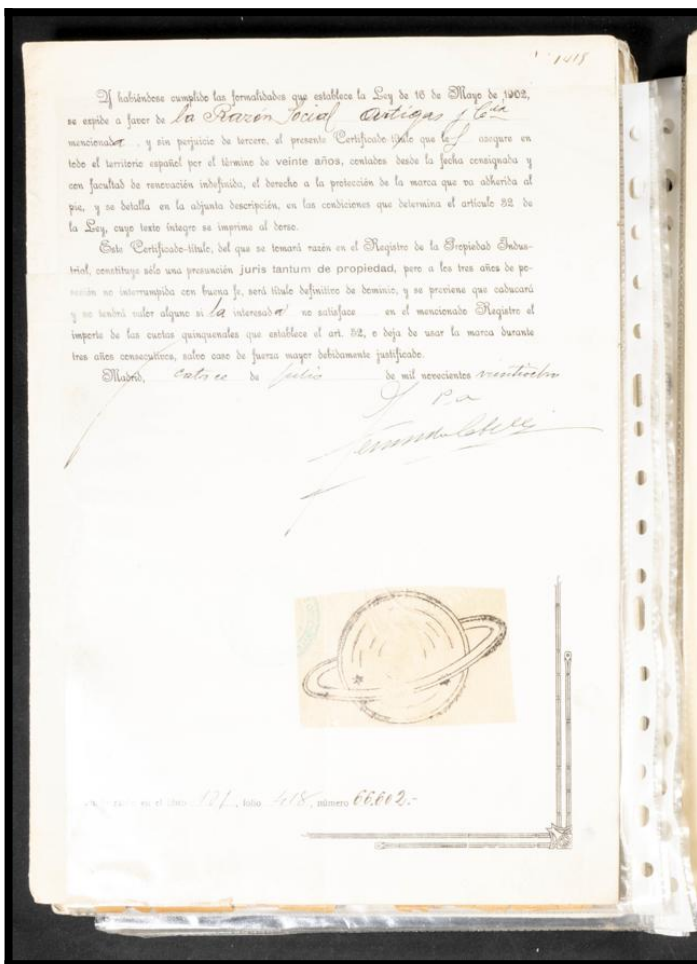 1418
Y habiéndose cumplido las formalidades que establece la Ley de 16 de Mayo de 1902,
se expide a favor de la Razón Social Artigas y Cía
mencionada y sin perjuicio de tercero, el presente Certificado-título que le asegure en
todo el territorio español por el término de veinte años, contados desde la fecha consignada y
con facultad de renovación indefinida, el derecho a la protección de la marca que va adherida al
pie, y se detalla en la adjunta descripción, en las condiciones que determina el artículo 32 de
la Ley, cuyo texto íntegro se imprime al dorso.
Este Certificado-título, del que se tomará razón en el Registro de la Propiedad Indus-
trial, constituye sólo una presunción juris tantum de propiedad, pero a los tres años de po-
sesión no interrumpida con buena fe, será título definitivo de dominio, y se previene que caducará
y no tendrá valor alguno si la interesada no satisface en el mencionado Registro el
importe de las cuotas quinquenales que establece el art. 52, o deja de usar la marca durante
tres años consecutivos, salvo caso de fuerza mayor debidamente justificado.
Madrid, catorce de julio de mil novecientos veintiocho
P. A.
en el libro 121, folio 418, número 66.662.-